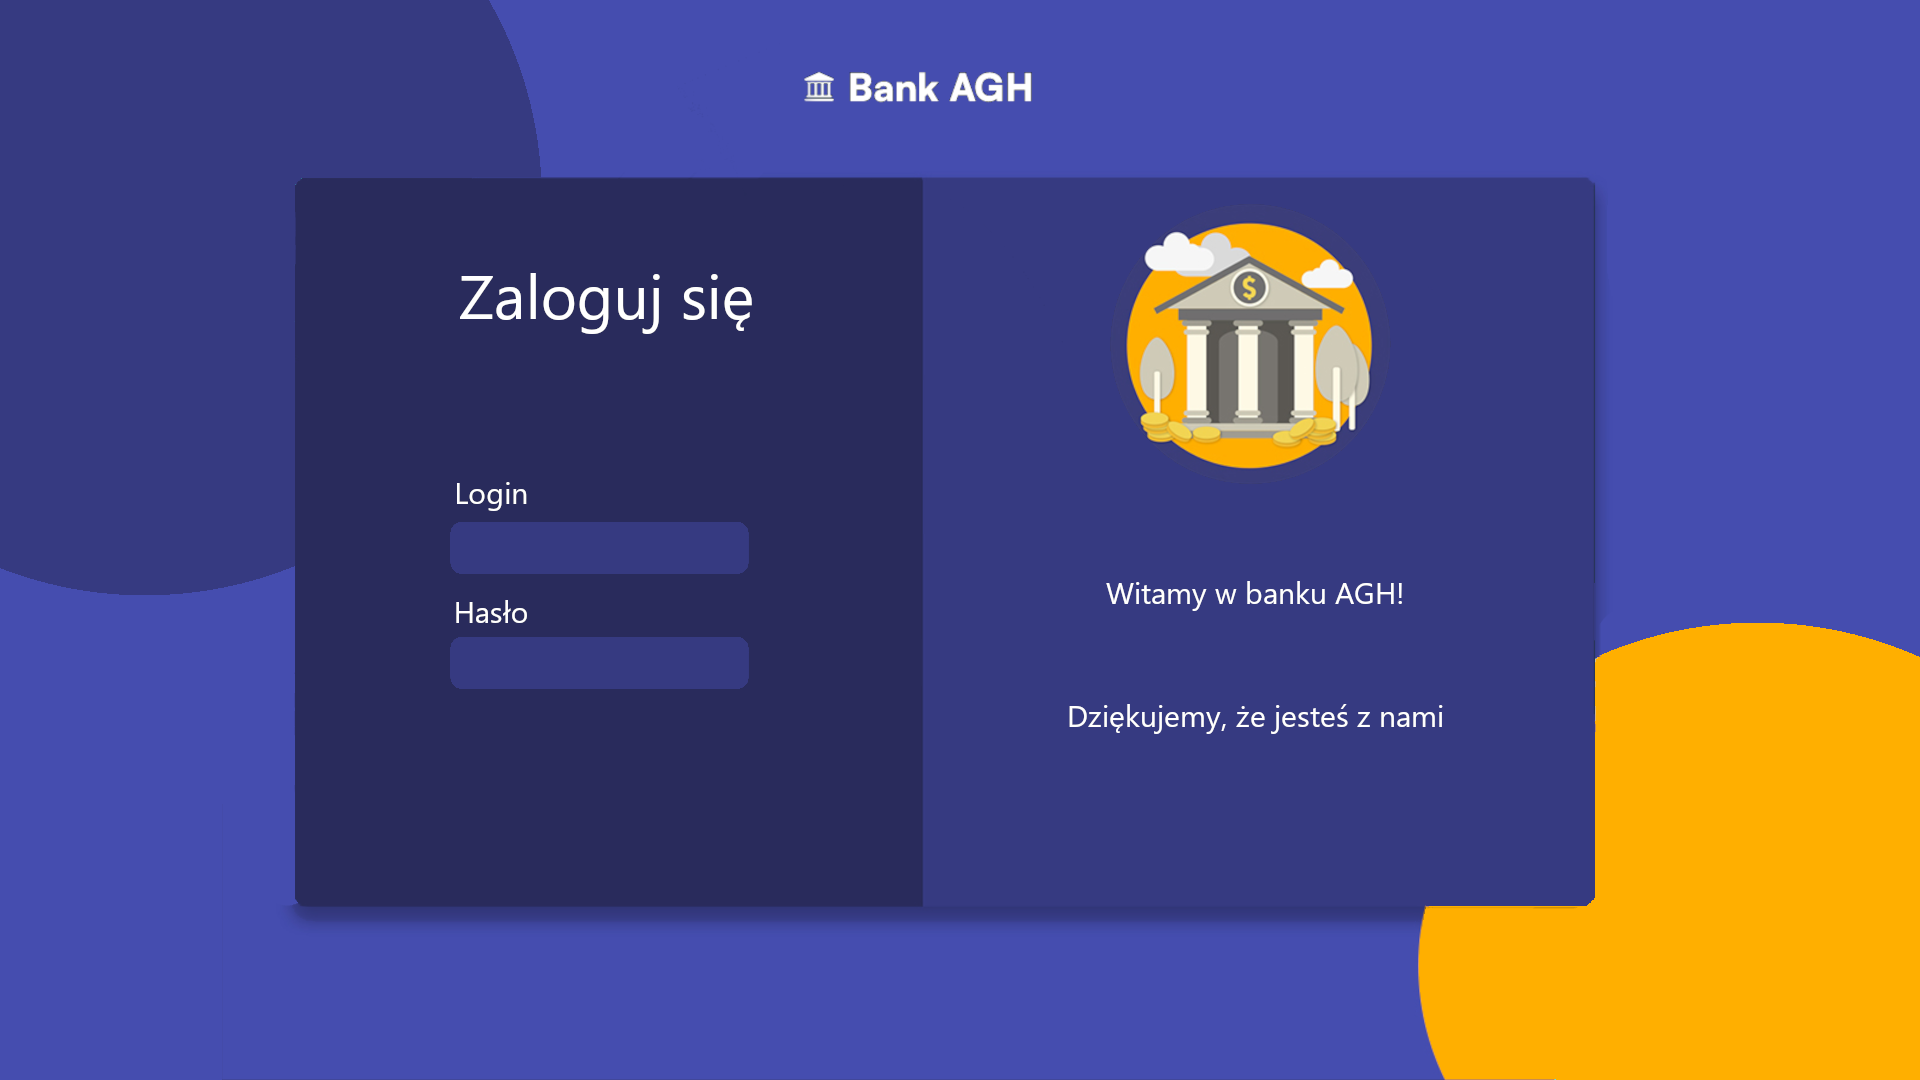 Bank AGH
Zaloguj się
Login
Hasło
$
Witamy w banku AGH!
Dziękujemy, że jesteś z nami